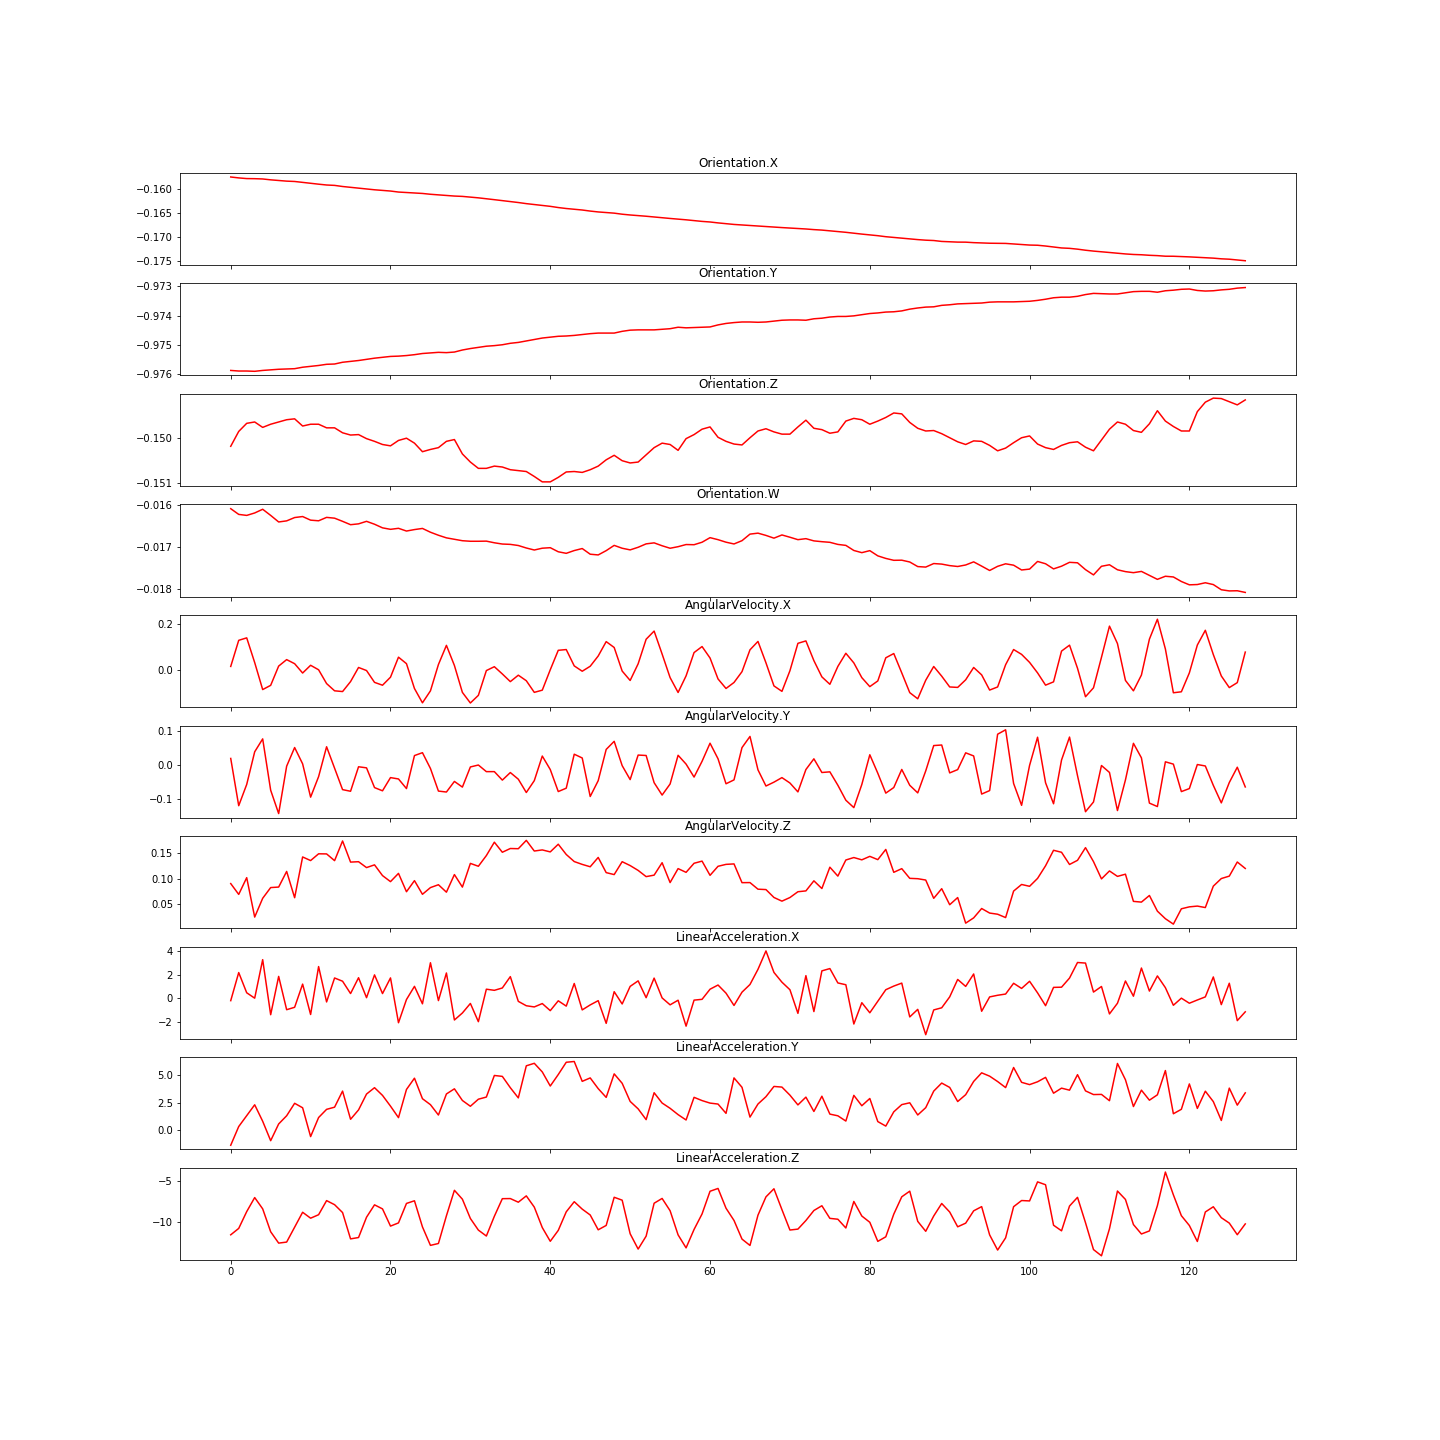 Orientation.X
−0.160
−0.165
−0.170
−0.175
Orientation.Y
−0.973
−0.974
−0.975
−0.976
Orientation.Z
−0.150
−0.151
Orientation.W
−0.016
−0.017
−0.018
AngularVelocity.X
0.2
0.0
AngularVelocity.Y
0.1
0.0
−0.1
AngularVelocity.Z
0.15
0.10
0.05
LinearAcceleration.X
4
2
0
−2
LinearAcceleration.Y
5.0
2.5
0.0
LinearAcceleration.Z
−5
−10
0 20 40 60 80 100 120